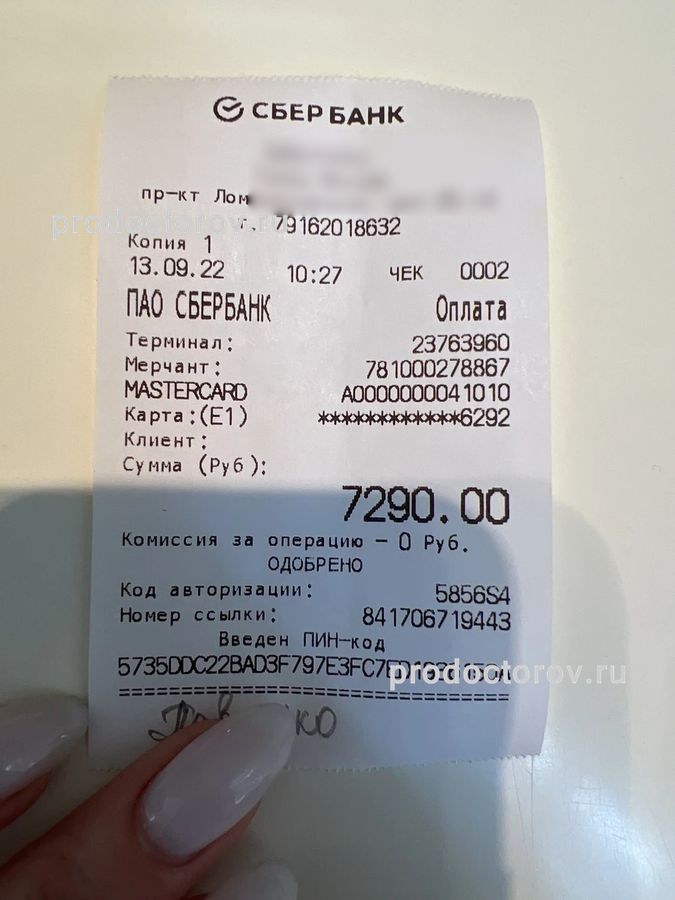 СБЕР БАНК
пр-кт Лом
prodoctorov.ru
т. 79162018632
Копия 1
13.09.22 10:27 ЧЕК 0002
ПАО СБЕРБАНК Оплата
Терминал: 23763960
Мерчант: 781000278867
MASTERCARD A0000000041010
Карта:(E1) ************6292
Клиент:
Сумма (Руб):
7290.00
Комиссия за операцию – 0 Руб.
ОДОБРЕНО
Код авторизации: 5856S4
Номер ссылки: 841706719443
Введен ПИН-код
prodoctorov.ru